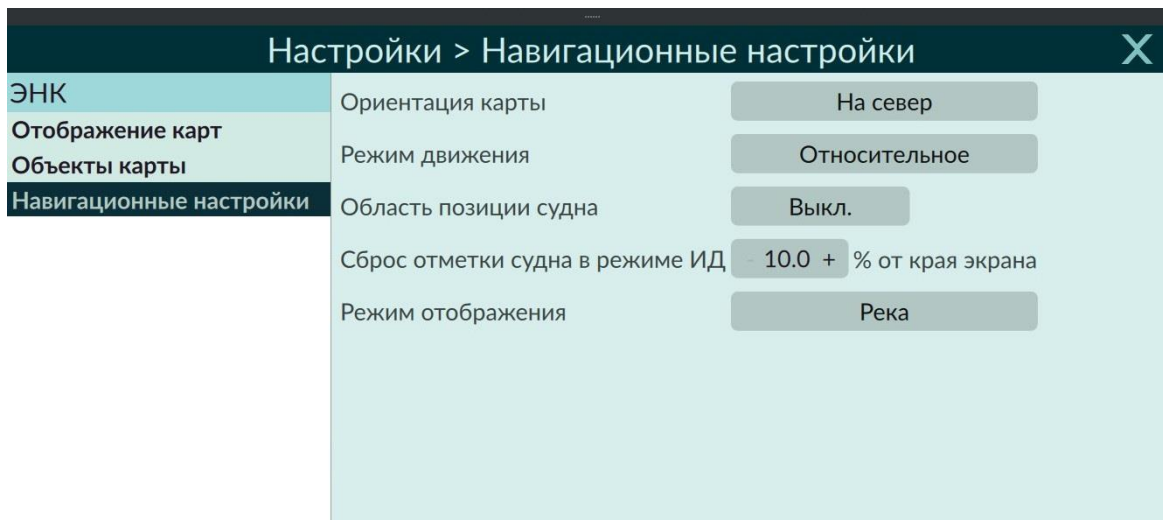 Настройки > Навигационные настройки X
ЭНК
Отображение карт
Объекты карты
Навигационные настройки
Ориентация карты На север
Режим движения Относительное
Область позиции судна Выкл.
Сброс отметки судна в режиме ИД - 10.0 + % от края экрана
Режим отображения Река